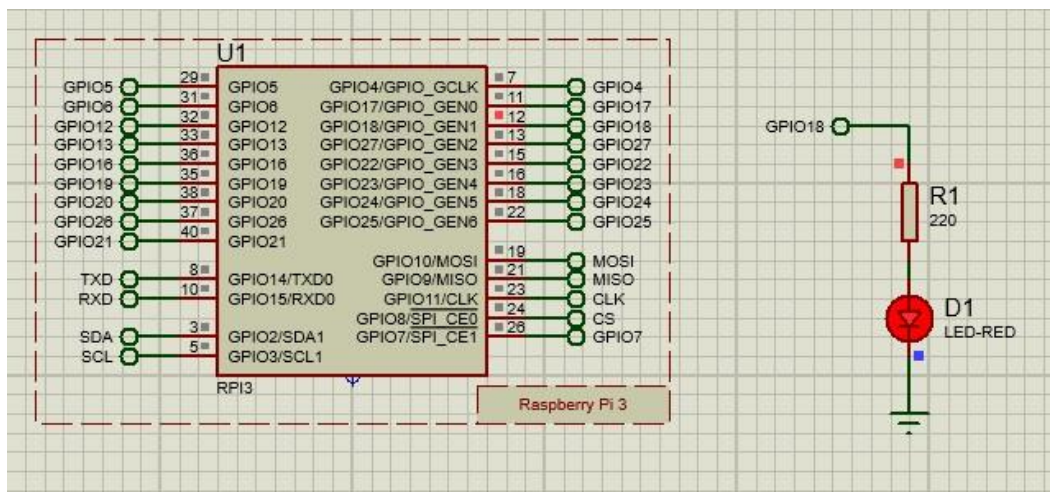 U1
GPIO5 29 GPIO5 GPIO4/GPIO_GCLK 7 GPIO4
GPIO6 31 GPIO6 GPIO17/GPIO_GEN0 11 GPIO17
GPIO12 32 GPIO12 GPIO18/GPIO_GEN1 12 GPIO18
GPIO13 33 GPIO13 GPIO27/GPIO_GEN2 13 GPIO27
GPIO16 36 GPIO16 GPIO22/GPIO_GEN3 15 GPIO22
GPIO19 35 GPIO19 GPIO23/GPIO_GEN4 16 GPIO23
GPIO20 38 GPIO20 GPIO24/GPIO_GEN5 18 GPIO24
GPIO26 37 GPIO26 GPIO25/GPIO_GEN6 22 GPIO25
GPIO21 40 GPIO21
GPIO10/MOSI 19 MOSI
TXD 8 GPIO14/TXD0 GPIO9/MISO 21 MISO
RXD 10 GPIO15/RXD0 GPIO11/CLK 23 CLK
GPIO8/SPI_CE0 24 CS
SDA 3 GPIO2/SDA1 GPIO7/SPI_CE1 26 GPIO7
SCL 5 GPIO3/SCL1
RPI3
Raspberry Pi 3
GPIO18
R1
220
D1
LED-RED